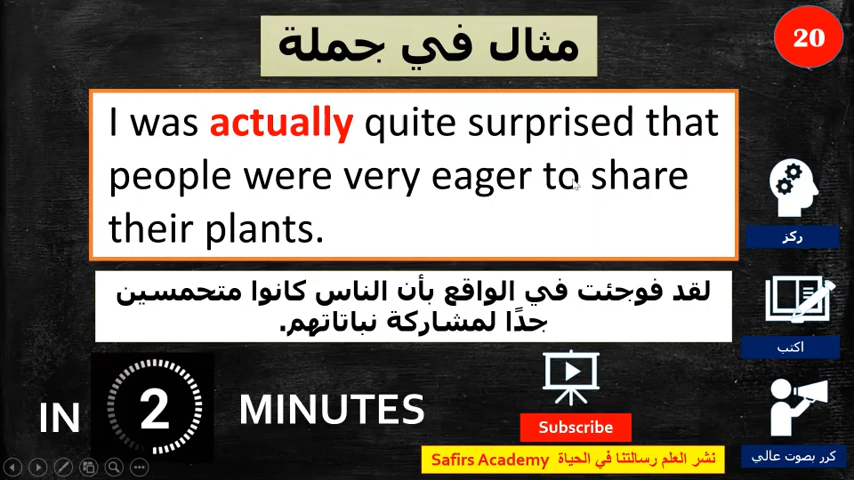 مثال في جملة
20
I was actually quite surprised that
people were very eager to share
their plants.
لقد فوجئت في الواقع بأن الناس كانوا متحمسين
جدًا لمشاركة نباتاتهم.
ركز
اكتب
كرر بصوت عالي
IN 2 MINUTES
Subscribe
نشر العلم رسالتنا في الحياة Safirs Academy